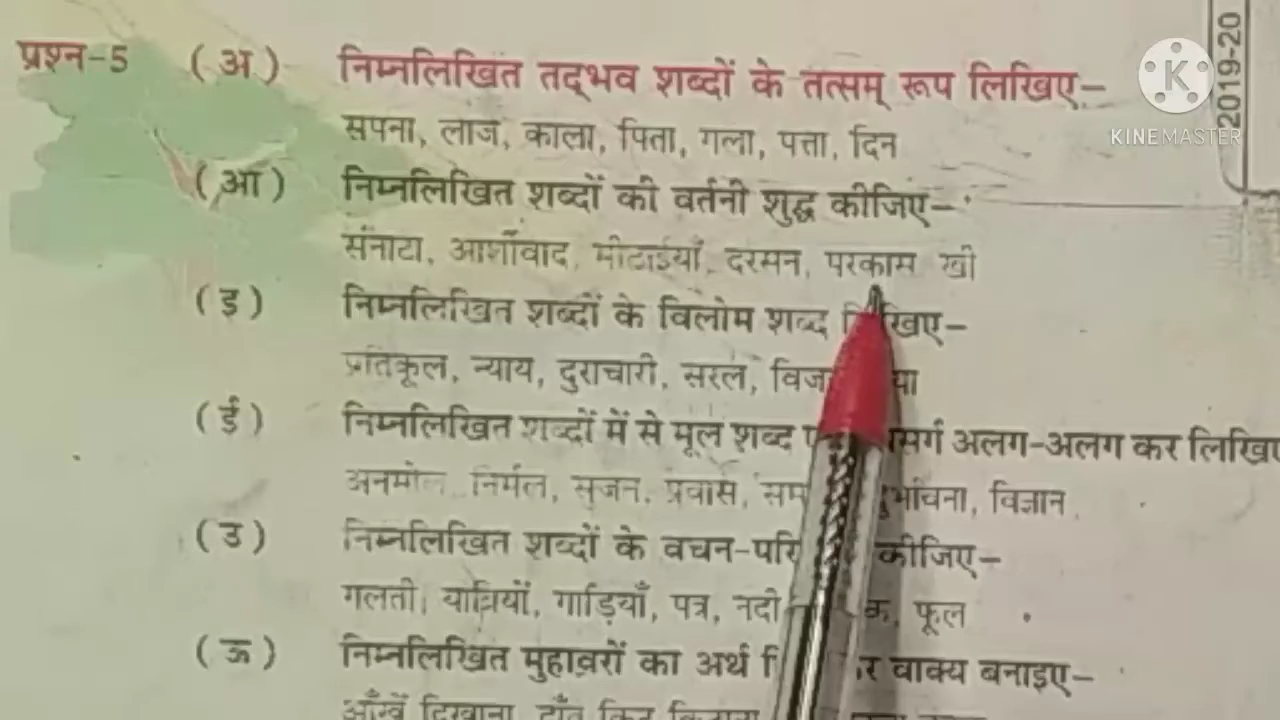 प्रश्न-5 (अ) निम्नलिखित तद्भव शब्दों के तत्सम् रूप लिखिए-
सपना, लाज, काला, पिता, गला, पत्ता, दिन
(आ) निम्नलिखित शब्दों की वर्तनी शुद्ध कीजिए-
संनाटा, आर्शीवाद, मीठाईयाँ, दरसन, परकास
(इ) निम्नलिखित शब्दों के विलोम शब्द
प्रतिकूल, न्याय, दुराचारी, सरल,
(ई) निम्नलिखित शब्दों में से मूल शब्द अलग-अलग कर
अनमोल, निर्मल, सृजन, प्रवास, विज्ञान
(उ) निम्नलिखित शब्दों के कीजिए-
गलती, यात्रियों, गाड़ियाँ, पत्र, नदी फूल
(ऊ) निम्नलिखित मुहावरों का अर्थ वाक्य बनाइए-
आँखें दिखाना, दाँत
2019-20
K
KINEMASTER